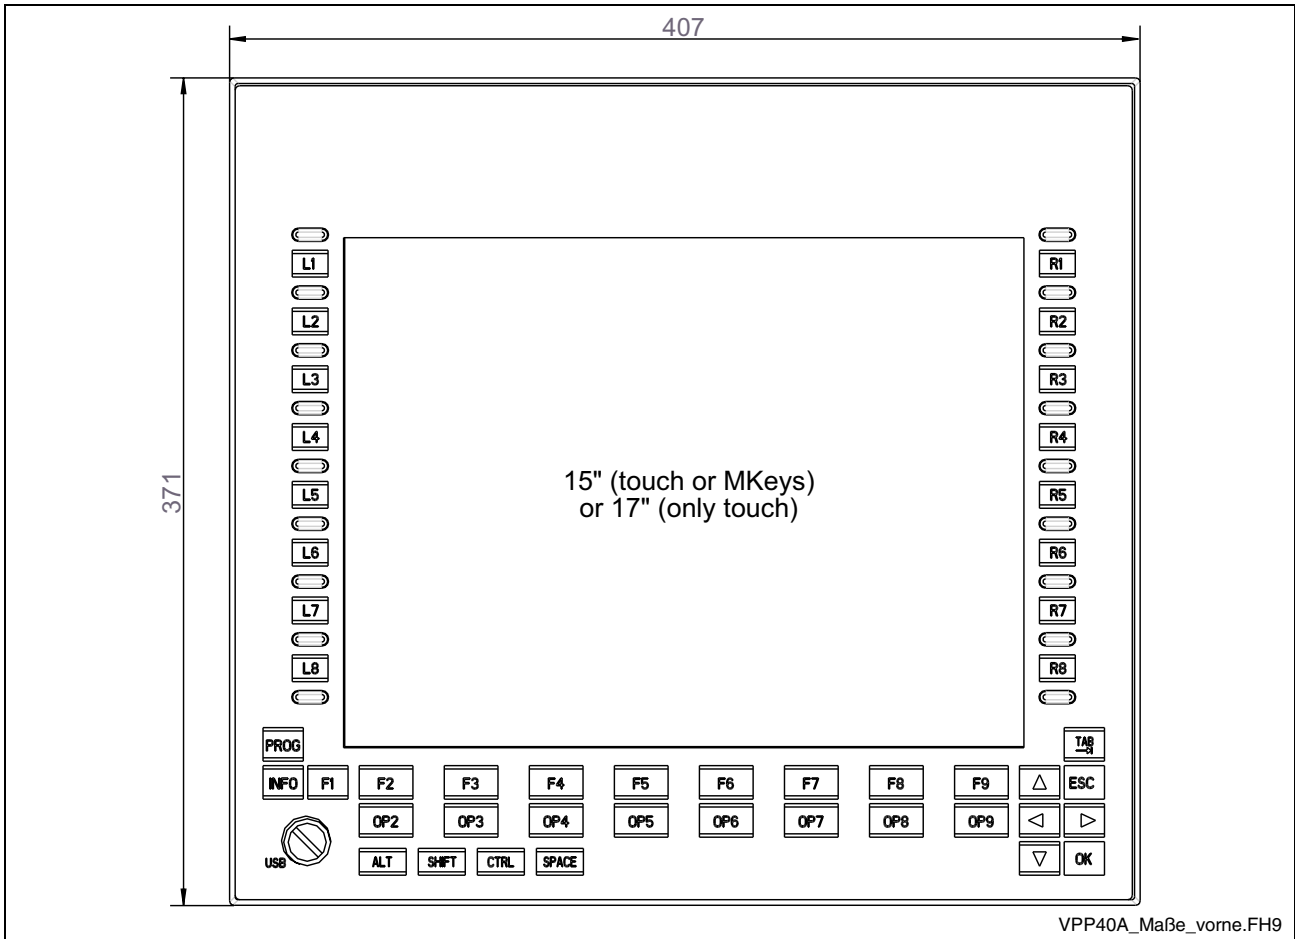 407
371
L1
R1
L2
R2
L3
R3
L4
R4
15" (touch or MKeys)
or 17" (only touch)
L5
R5
L6
R6
L7
R7
L8
R8
PROG
TAB
INFO F1 F2 F3 F4 F5 F6 F7 F8 F9 ESC
OP2 OP3 OP4 OP5 OP6 OP7 OP8 OP9
USB ALT SHIFT CTRL SPACE OK
VPP40A_Maße_vorne.FH9